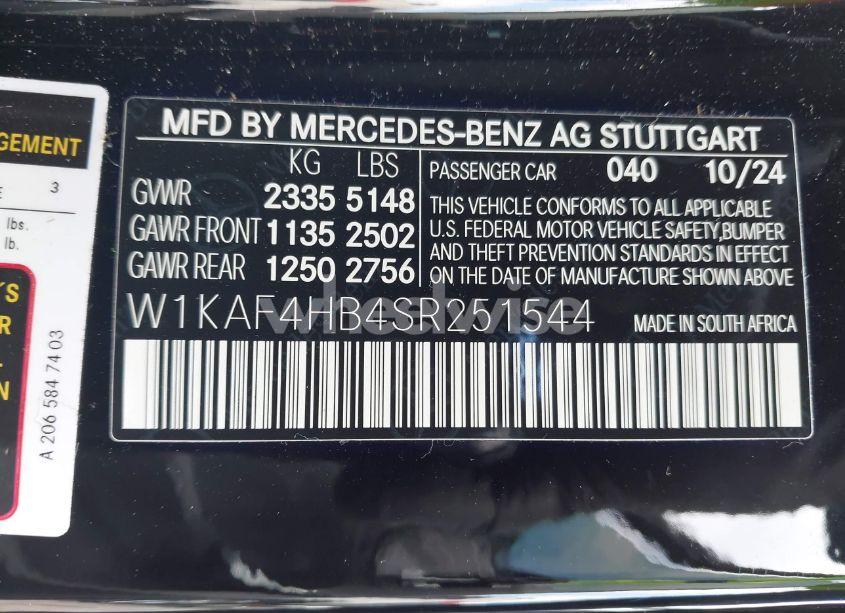 GEMENT
E 3
lbs.
lb.
KS
R
L
N
A 206 584 74 03
MFD BY MERCEDES-BENZ AG STUTTGART
KG LBS
GVWR 2335 5148
GAWR FRONT 1135 2502
GAWR REAR 1250 2756
PASSENGER CAR 040 10/24
THIS VEHICLE CONFORMS TO ALL APPLICABLE
U.S. FEDERAL MOTOR VEHICLE SAFETY,BUMPER
AND THEFT PREVENTION STANDARDS IN EFFECT
ON THE DATE OF MANUFACTURE SHOWN ABOVE
W1KAF4HB4SR251544 MADE IN SOUTH AFRICA